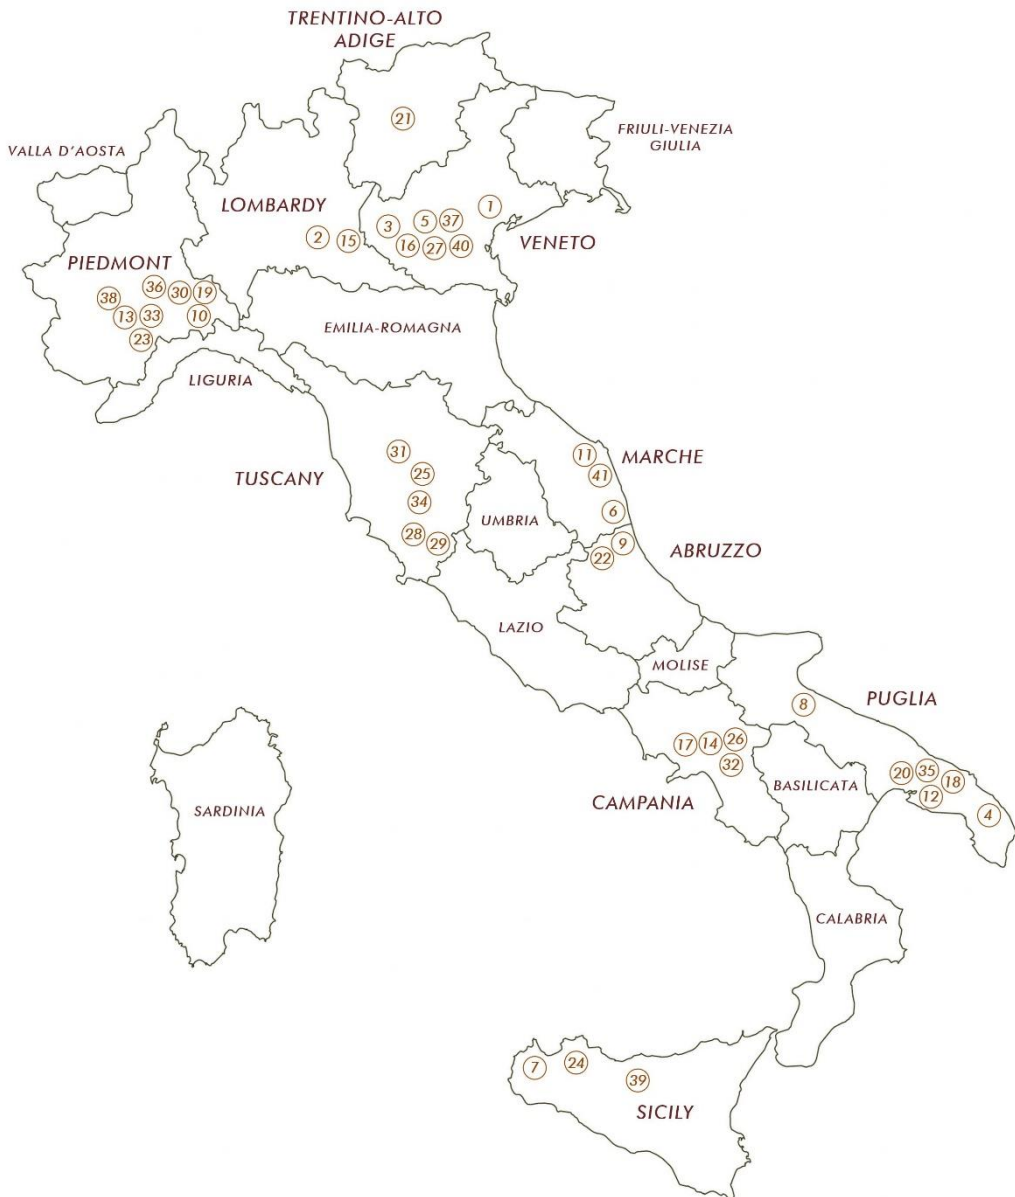 TRENTINO-ALTO
ADIGE
21
FRIULI-VENEZIA
GIULIA
VALLA D'AOSTA
LOMBARDY
1
3
5
37
2
15
16
27
40
VENETO
PIEDMONT
36
30
19
38
13
33
10
23
EMILIA-ROMAGNA
LIGURIA
31
11
MARCHE
TUSCANY
25
41
34
6
UMBRIA
28
29
9
22
ABRUZZO
LAZIO
MOLISE
PUGLIA
8
17
14
26
32
20
35
18
BASILICATA
12
4
CAMPANIA
SARDINIA
CALABRIA
7
24
39
SICILY